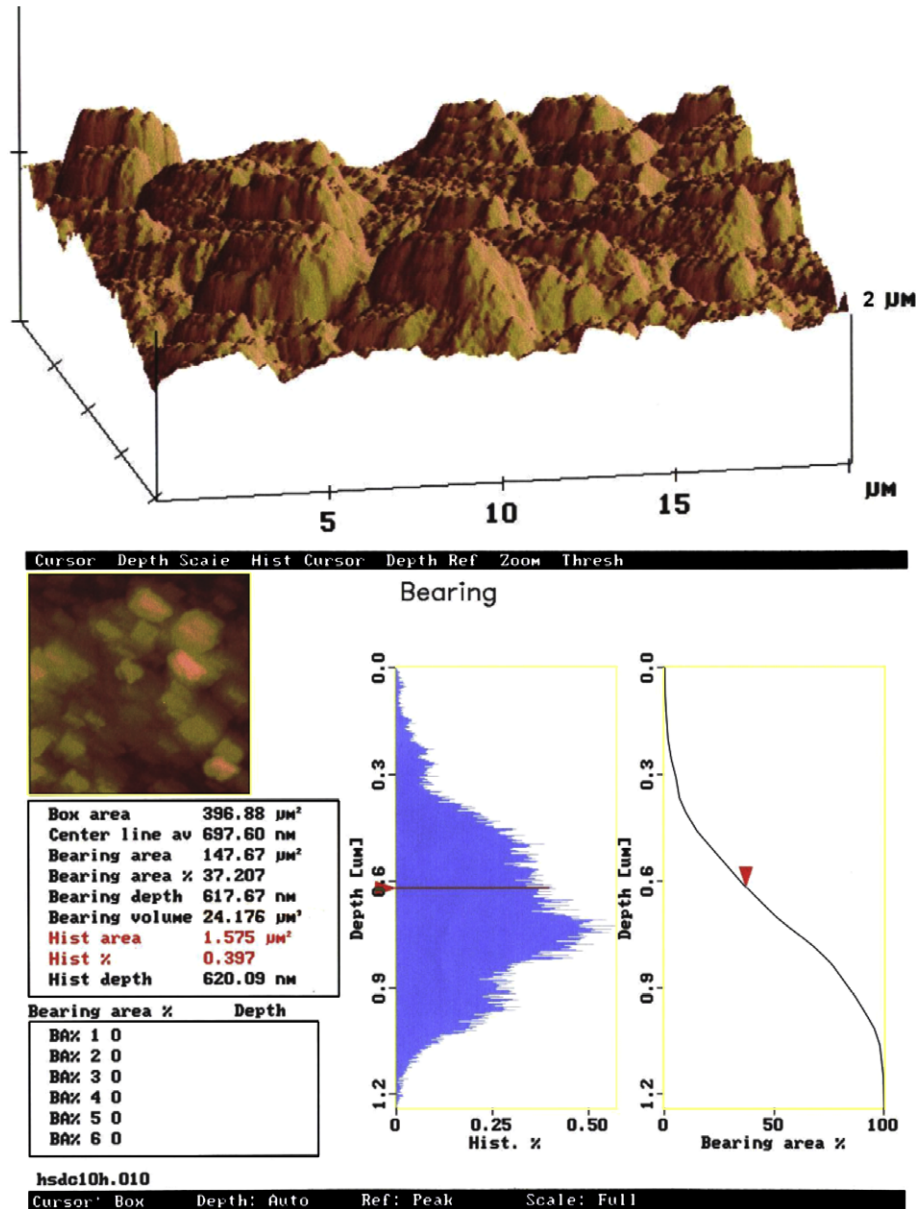 2 µM
µM
5 10 15
Cursor Depth Scale Hist Cursor Depth Ref Zoom Thresh
Bearing
Box area 396.88 µm²
Center line av 697.60 nm
Bearing area 147.67 µm²
Bearing area % 37.207
Bearing depth 617.67 nm
Bearing volume 24.176 µm³
Hist area 1.575 µm²
Hist % 0.397
Hist depth 620.09 nm
Bearing area % Depth
BA% 1 0
BA% 2 0
BA% 3 0
BA% 4 0
BA% 5 0
BA% 6 0
0.0
0.3
0.6
0.9
1.2
Depth [um]
0 0.25 0.50
Hist. %
0.0
0.3
0.6
0.9
1.2
Depth [um]
0 50 100
Bearing area %
hsdc10h.010
Cursor' Box Depth: Auto Ref: Peak Scale: Full